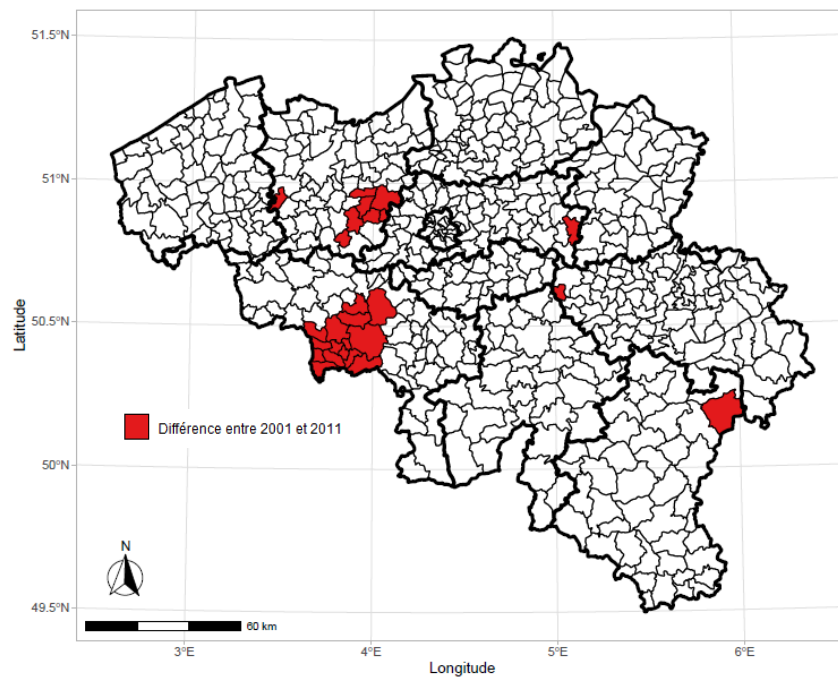 51.5°N
51°N
50.5°N
50°N
49.5°N
Latitude
Différence entre 2001 et 2011
N
60 km
3°E
4°E
5°E
6°E
Longitude